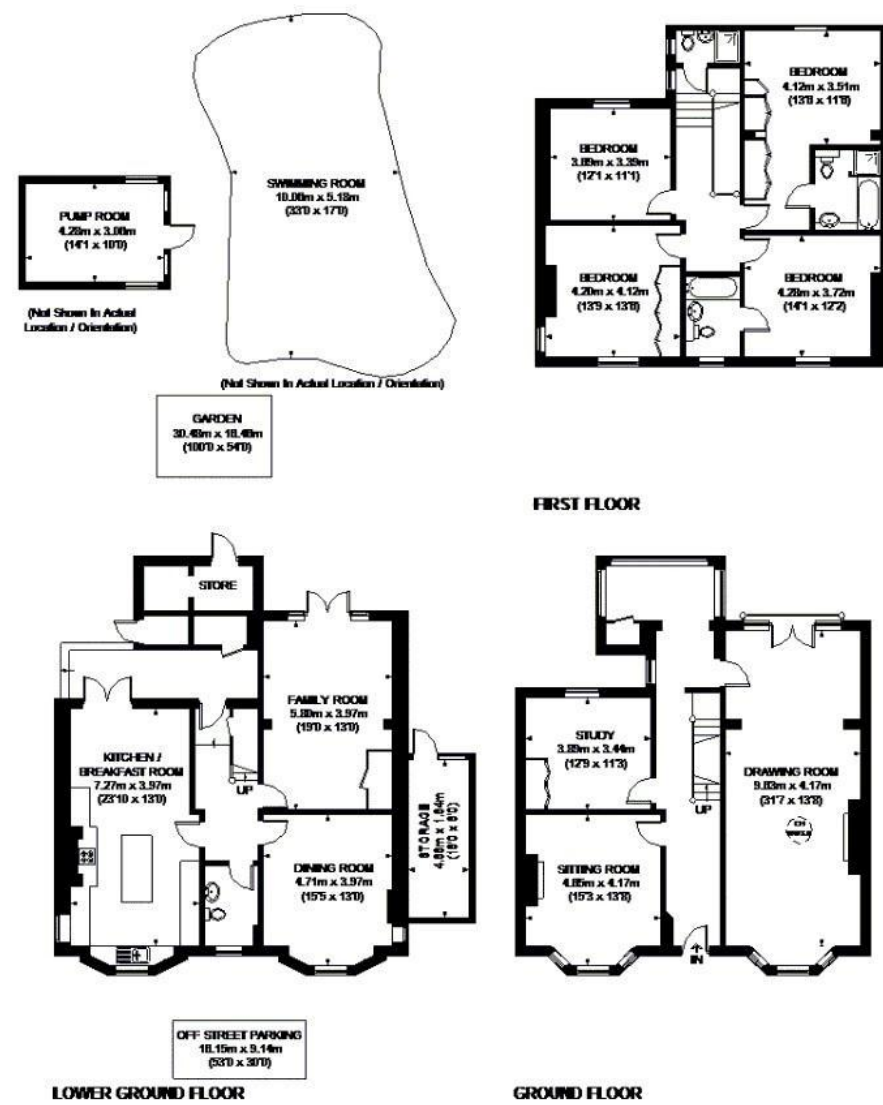 SWIMMING ROOM
10.06m x 5.18m
(33'0 x 17'0)
PUMP ROOM
4.28m x 3.06m
(14'1 x 10'0)
(Not Shown In Actual
Location / Orientation)
(Not Shown In Actual Location / Orientation)
GARDEN
30.48m x 16.46m
(100'0 x 54'0)
BEDROOM
4.12m x 3.51m
(13'6 x 11'6)
BEDROOM
3.69m x 3.39m
(12'1 x 11'1)
BEDROOM
4.20m x 4.12m
(13'9 x 13'6)
BEDROOM
4.28m x 3.72m
(14'1 x 12'2)
FIRST FLOOR
STORE
FAMILY ROOM
5.80m x 3.97m
(19'0 x 13'0)
KITCHEN /
BREAKFAST ROOM
7.27m x 3.97m
(23'10 x 13'0)
UP
STORAGE
4.88m x 1.84m
(16'0 x 6'0)
DINING ROOM
4.71m x 3.97m
(15'5 x 13'0)
OFF STREET PARKING
16.15m x 9.14m
(53'0 x 30'0)
LOWER GROUND FLOOR
STUDY
3.89m x 3.44m
(12'9 x 11'3)
DRAWING ROOM
9.63m x 4.17m
(31'7 x 13'8)
UP
SITTING ROOM
4.65m x 4.17m
(15'3 x 13'8)
IN
GROUND FLOOR